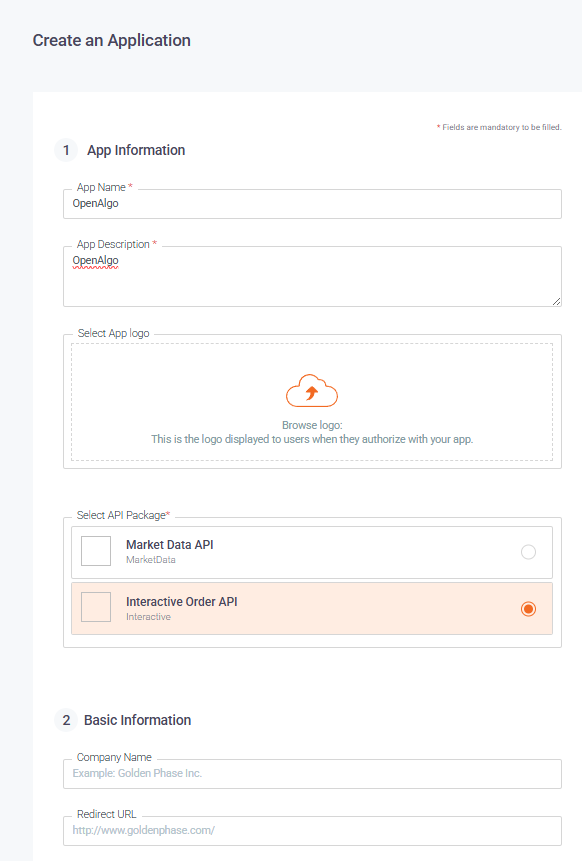 Create an Application
* Fields are mandatory to be filled.
1 App Information
App Name *
OpenAlgo
App Description *
OpenAlgo
Select App logo
Browse logo:
This is the logo displayed to users when they authorize with your app.
Select API Package*
Market Data API
MarketData
Interactive Order API
Interactive
2 Basic Information
Company Name
Example: Golden Phase Inc.
Redirect URL
http://www.goldenphase.com/